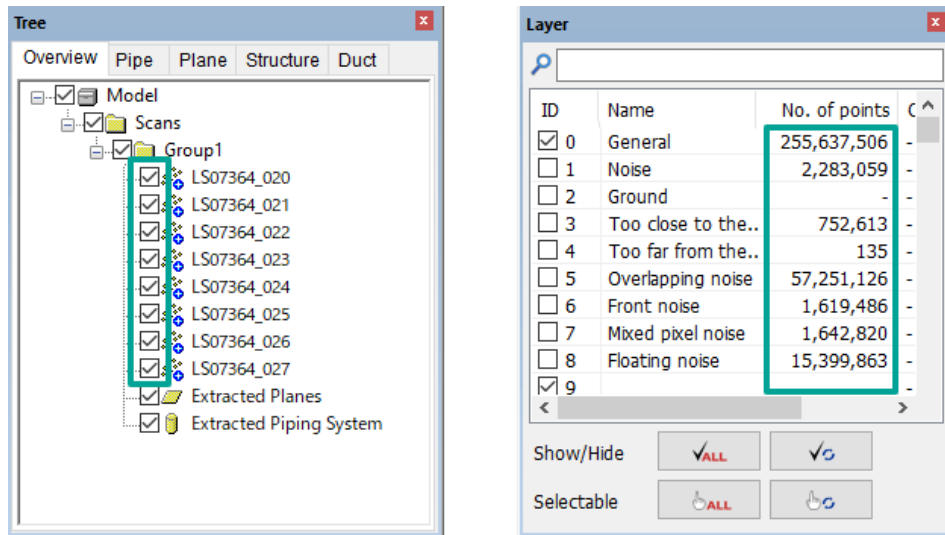 Tree
Overview Pipe Plane Structure Duct
Model
Scans
Group1
LS07364_020
LS07364_021
LS07364_022
LS07364_023
LS07364_024
LS07364_025
LS07364_026
LS07364_027
Extracted Planes
Extracted Piping System
Layer
ID Name No. of points
0 General 255,637,506 -
1 Noise 2,283,059 -
2 Ground - -
3 Too close to the.. 752,613 -
4 Too far from the.. 135 -
5 Overlapping noise 57,251,126 -
6 Front noise 1,619,486 -
7 Mixed pixel noise 1,642,820 -
8 Floating noise 15,399,863 -
9 -
Show/Hide ALL
Selectable ALL